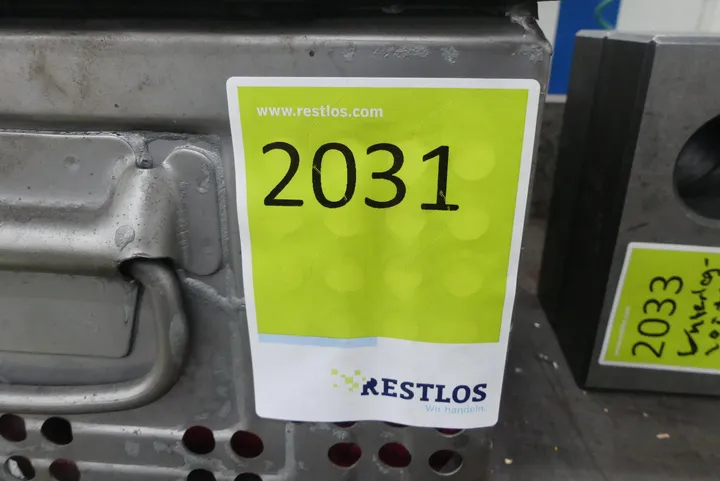 www.restlos.com
2031
RESTLOS
Wir handeln.
2033